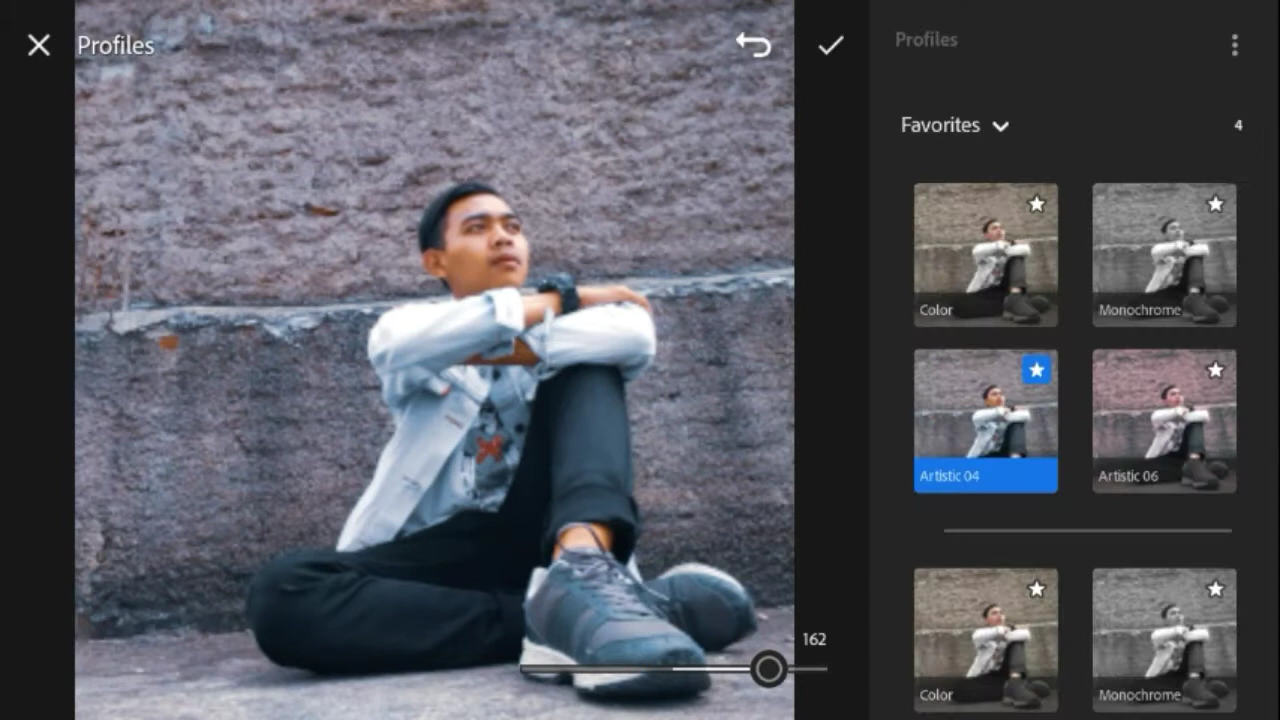 Profiles
Profiles
Favorites
4
Color
Monochrome
Artistic 04
Artistic 06
162
Color
Monochrome